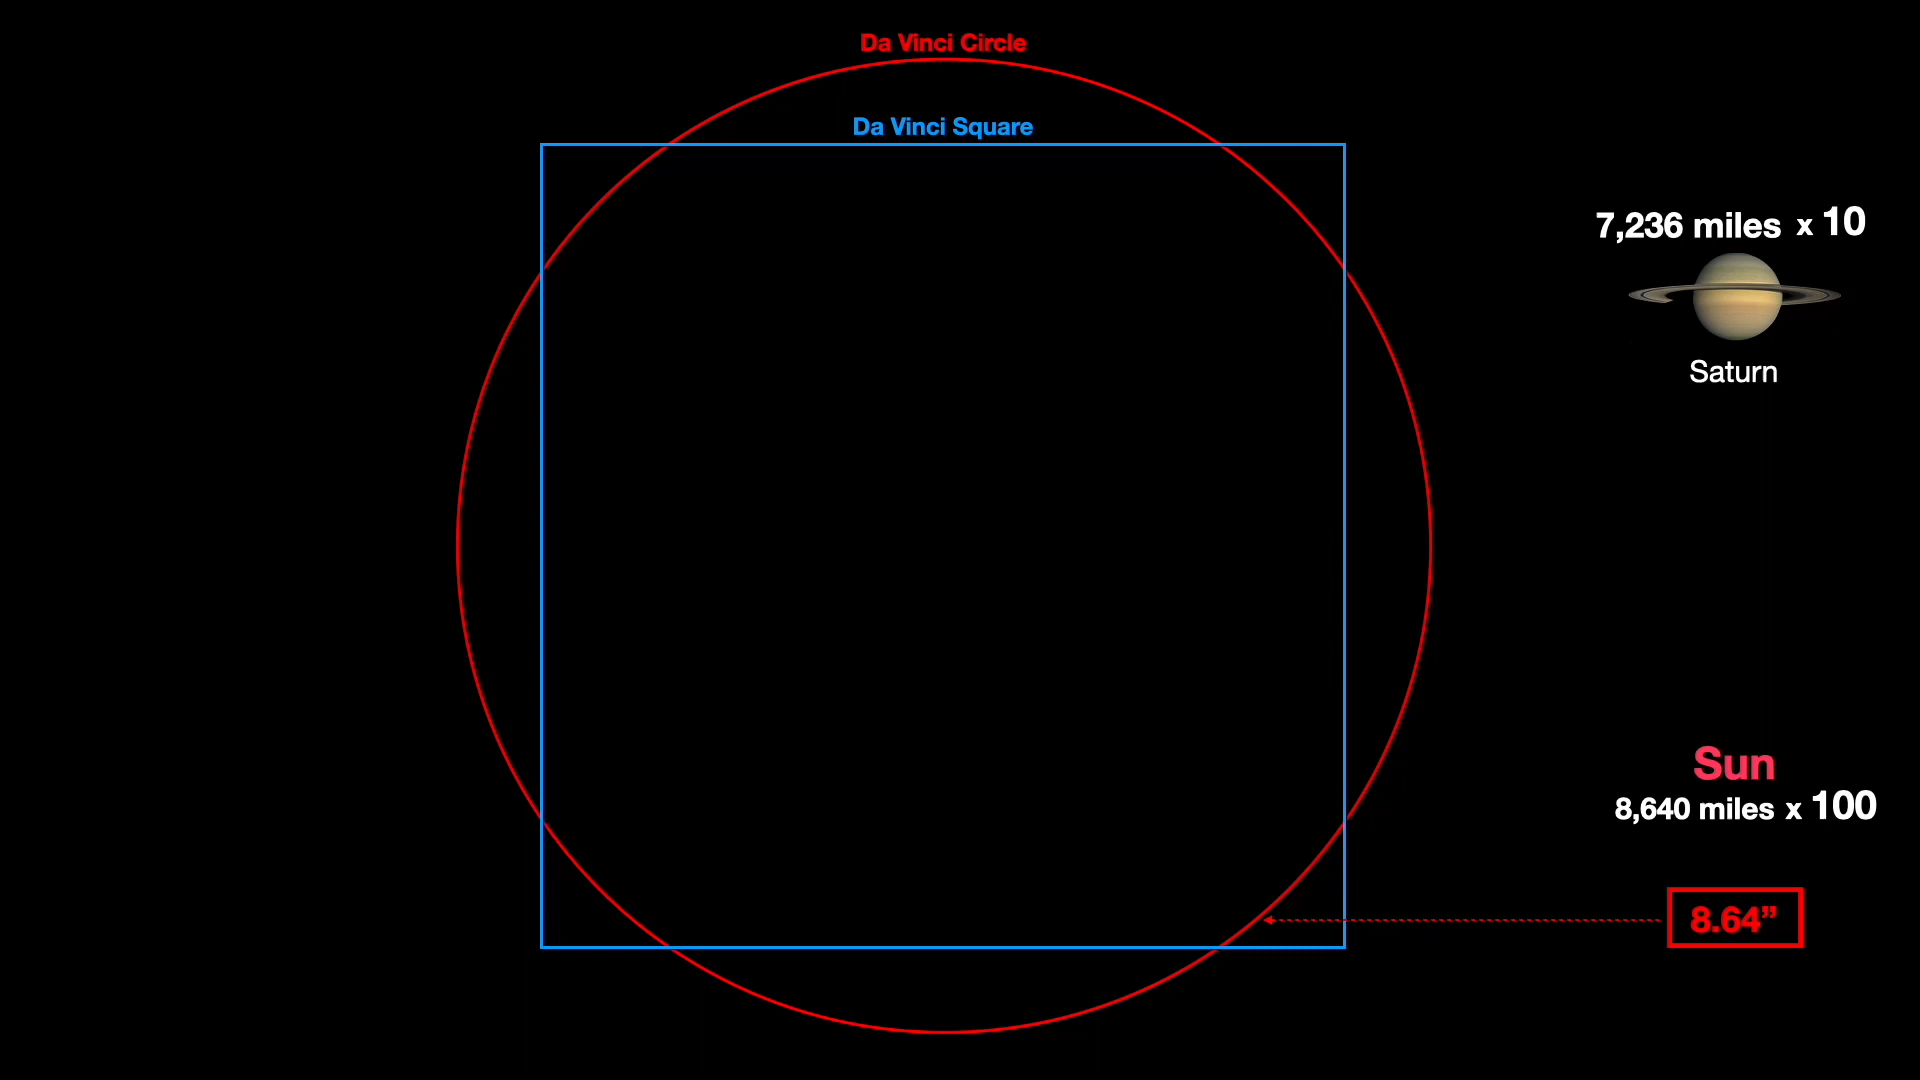 Da Vinci Circle
Da Vinci Square
7,236 miles x 10
Saturn
Sun
8,640 miles x 100
8.64”